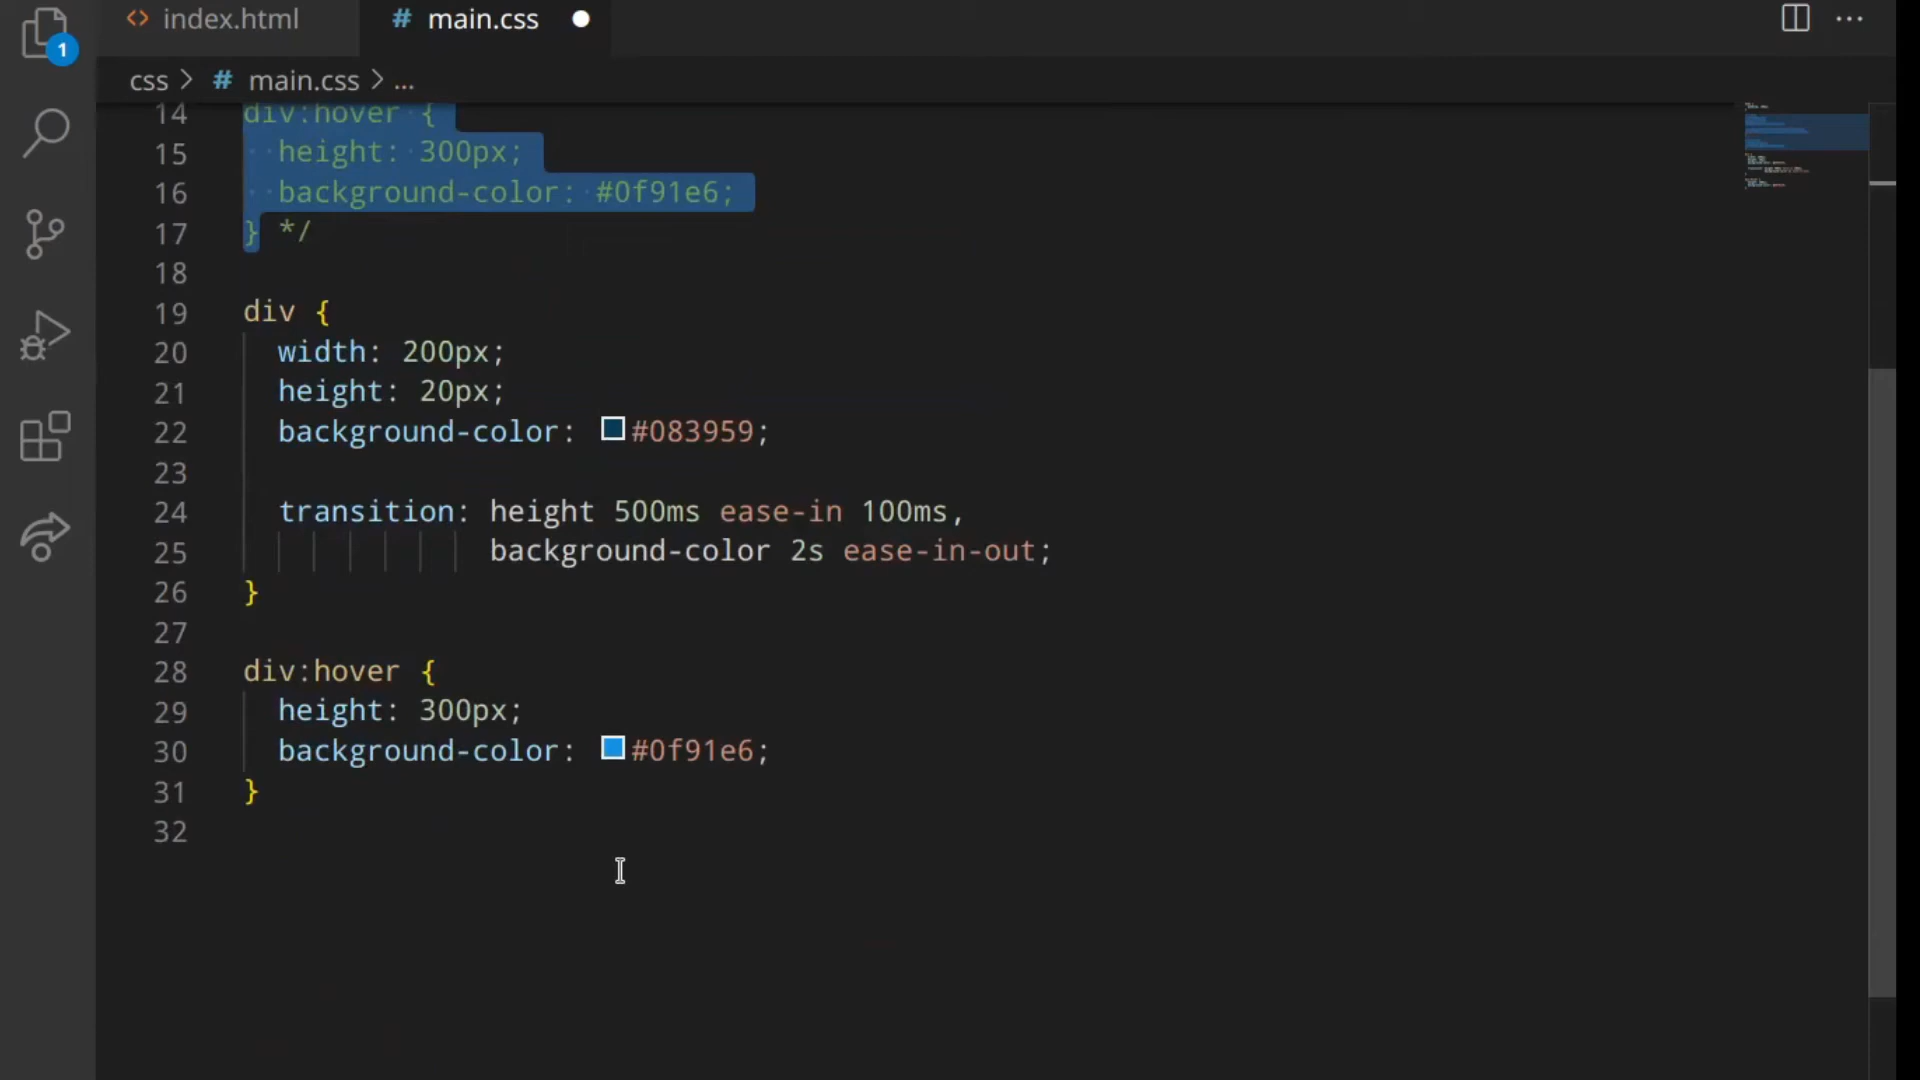 index.html
# main.css
1
css > # main.css > ...
14 div:hover {
15 height: 300px;
16 background-color: #0f91e6;
17 } */
18
19 div {
20 width: 200px;
21 height: 20px;
22 background-color: #083959;
23
24 transition: height 500ms ease-in 100ms,
25 background-color 2s ease-in-out;
26 }
27
28 div:hover {
29 height: 300px;
30 background-color: #0f91e6;
31 }
32